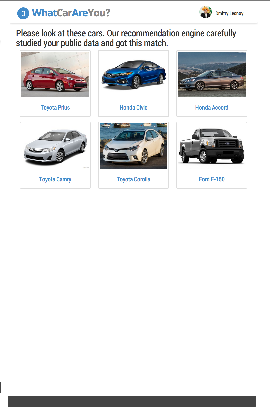 3 WhatCarAreYou?
Please look at these cars. Our recommendation engine carefully
studied your public data and got this match.
Toyota Prius
Honda Civic
Honda Accord
Toyota Camry
Toyota Corolla
Ford F-150